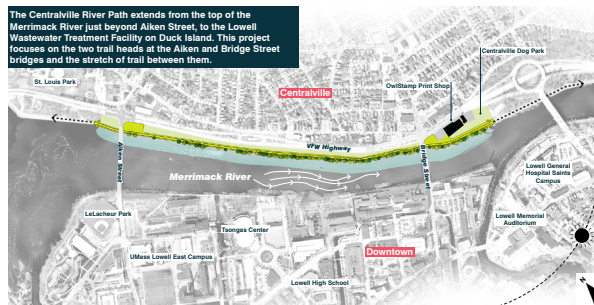 The Centralville River Path extends from the top of the
Merrimack River just beyond Aiken Street, to the Lowell
Wastewater Treatment Facility on Duck Island. This project
focuses on the two trail heads at the Aiken and Bridge Street
bridges and the stretch of trail between them.
Centralville Dog Park
St. Louis Park
OwlStamp Print Shop
Centralville
VFW Highway
Aiken Street
Bridge Street
Merrimack River
Lowell General
Hospital Saints
Campus
LeLacheur Park
Lowell Memorial
Auditorium
Tsongas Center
UMass Lowell East Campus
Downtown
Lowell High School
N